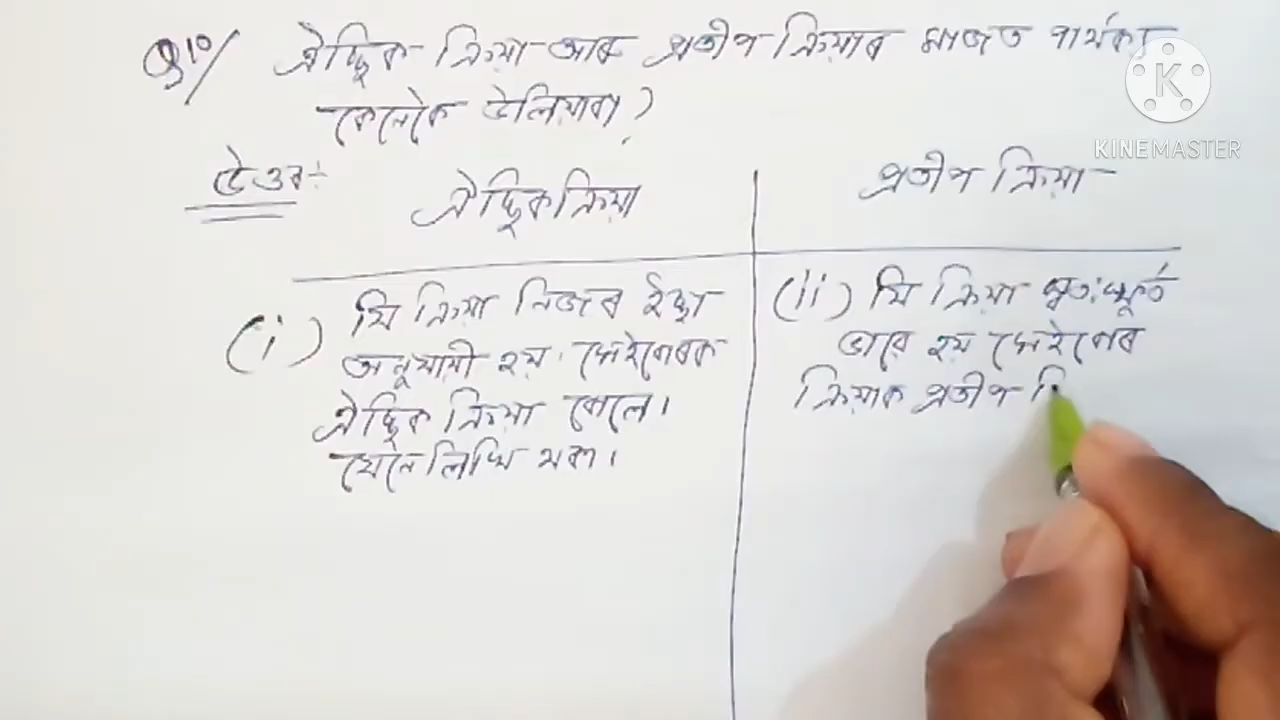 Q10/ ঐচ্ছিক ক্ৰিয়া আৰু প্ৰতীপ ক্ৰিয়াৰ মাজত পাৰ্থক্য
কেনেকৈ উলিয়াবা?
উত্তৰ:-
ঐচ্ছিক ক্ৰিয়া
(i) যি ক্ৰিয়া নিজৰ ইচ্ছা
অনুযায়ী হয়। সেইবোৰক
ঐচ্ছিক ক্ৰিয়া বোলে।
যেনে লিখি থকা।
প্ৰতীপ ক্ৰিয়া
(ii) যি ক্ৰিয়া স্বতঃস্ফূৰ্ত
ভাৱে হয় সেইবোৰ
ক্ৰিয়াক প্ৰতীপ
K
KINEMASTER